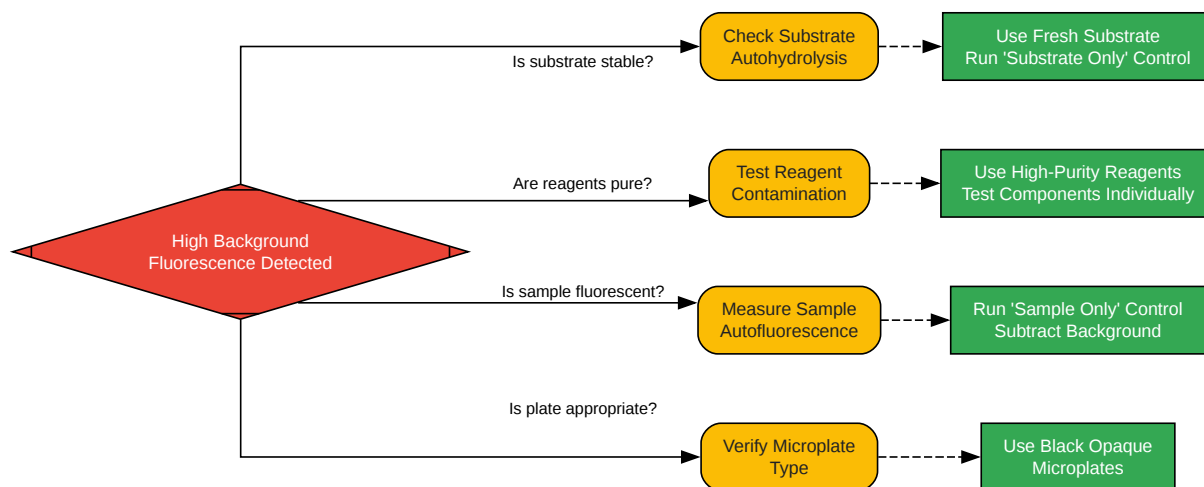 High Background
Fluorescence Detected
Is substrate stable?
Check Substrate
Autohydrolysis
Use Fresh Substrate
Run 'Substrate Only' Control
Are reagents pure?
Test Reagent
Contamination
Use High-Purity Reagents
Test Components Individually
Is sample fluorescent?
Measure Sample
Autofluorescence
Run 'Sample Only' Control
Subtract Background
Is plate appropriate?
Verify Microplate
Type
Use Black Opaque
Microplates